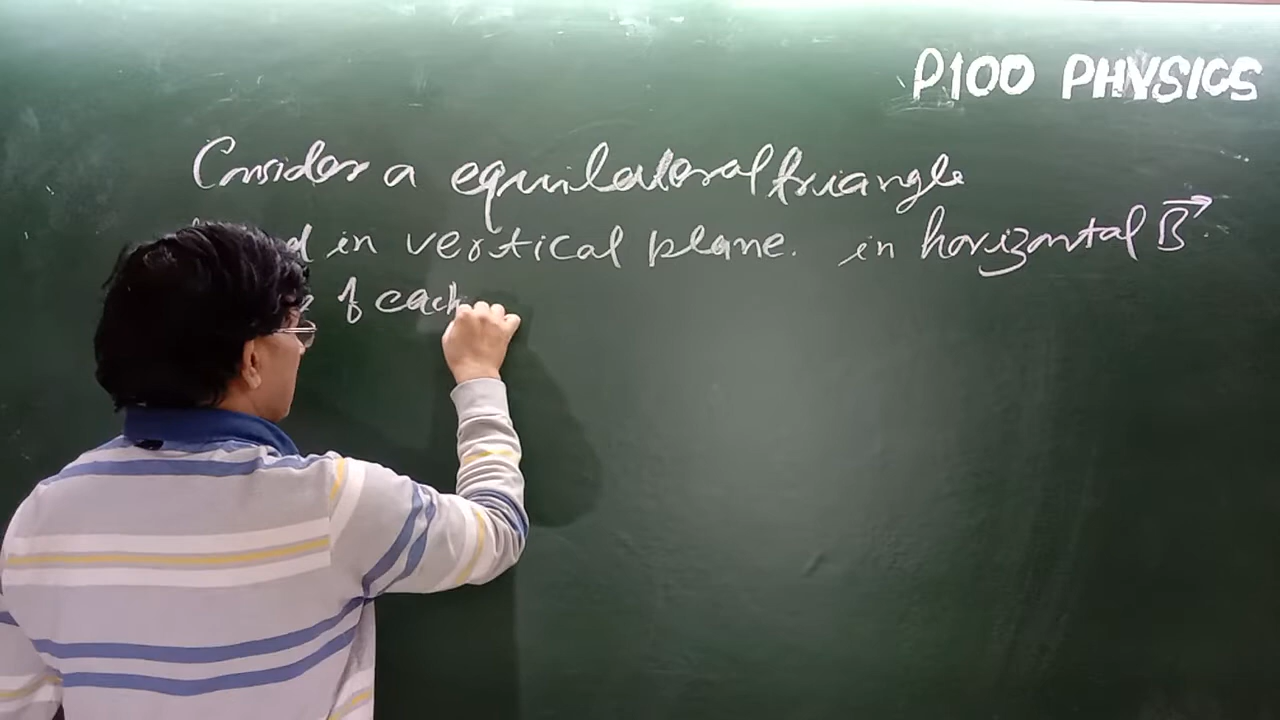 P100 PHYSICS
Consider a equilateral triangle
in vertical plane. in horizontal B⃗.
of each